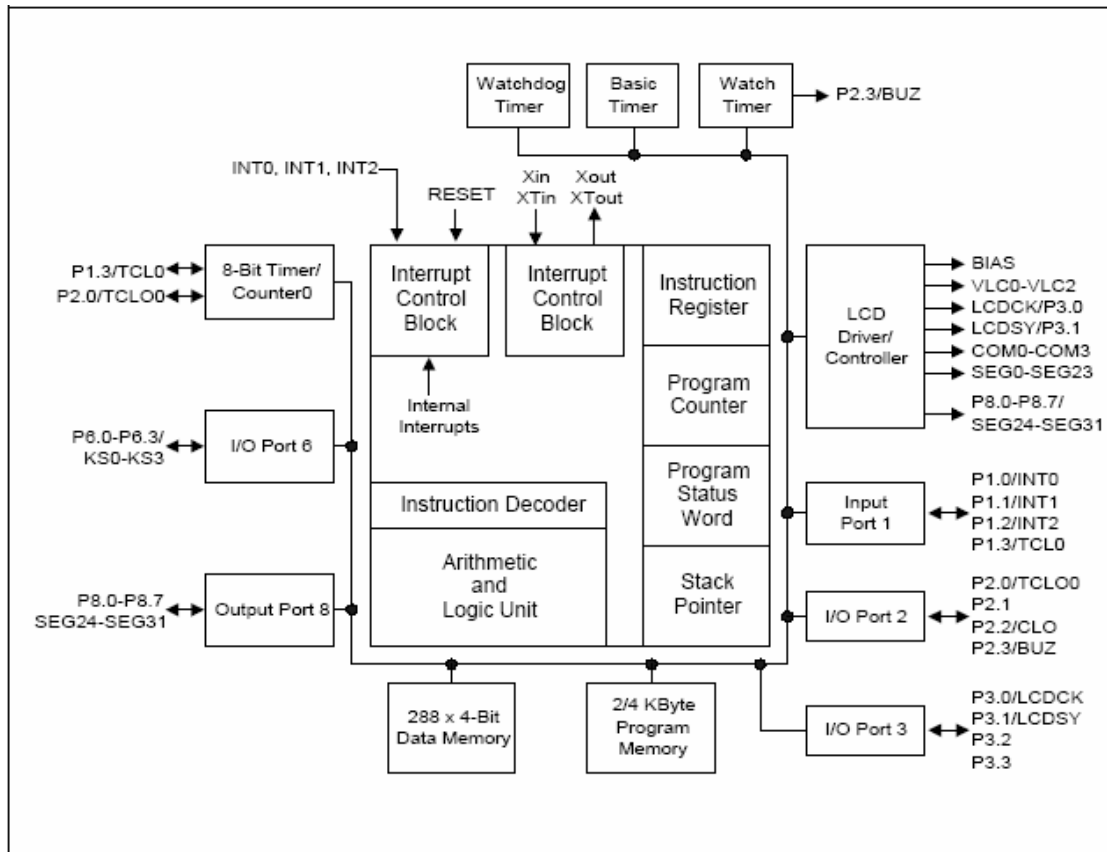 Watchdog
Timer
Basic
Timer
Watch
Timer
P2.3/BUZ
INT0, INT1, INT2
RESET
Xin
XTin
Xout
XTout
P1.3/TCL0
P2.0/TCLO0
8-Bit Timer/
Counter0
Interrupt
Control
Block
Interrupt
Control
Block
Instruction
Register
LCD
Driver/
Controller
BIAS
VLC0-VLC2
LCDCK/P3.0
LCDSY/P3.1
COM0-COM3
SEG0-SEG23
P8.0-P8.7/
SEG24-SEG31
Internal
Interrupts
Program
Counter
P6.0-P6.3/
KS0-KS3
I/O Port 6
Program
Status
Word
Input
Port 1
P1.0/INT0
P1.1/INT1
P1.2/INT2
P1.3/TCL0
Instruction Decoder
Arithmetic
and
Logic Unit
Stack
Pointer
P8.0-P8.7
SEG24-SEG31
Output Port 8
I/O Port 2
P2.0/TCLO0
P2.1
P2.2/CLO
P2.3/BUZ
288 x 4-Bit
Data Memory
2/4 KByte
Program
Memory
I/O Port 3
P3.0/LCDCK
P3.1/LCDSY
P3.2
P3.3